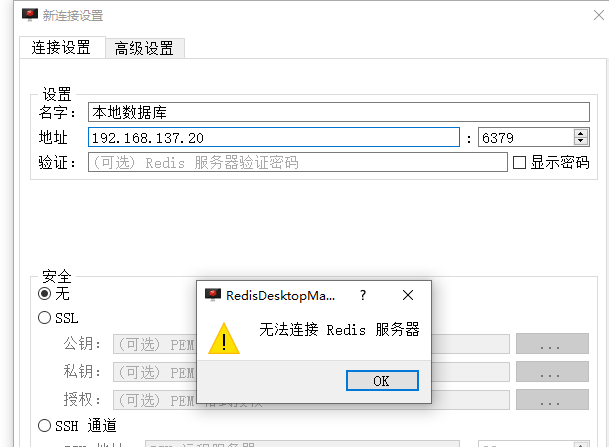 新连接设置
连接设置 高级设置
设置
名字: 本地数据库
地址 192.168.137.20 : 6379
验证: (可选) Redis 服务器验证密码 显示密码
安全
无
SSL
公钥: (可选) PEM ...
私钥: (可选) PEM ...
授权: (可选) PEM ...
SSH 通道
RedisDesktopMa... ?
无法连接 Redis 服务器
OK